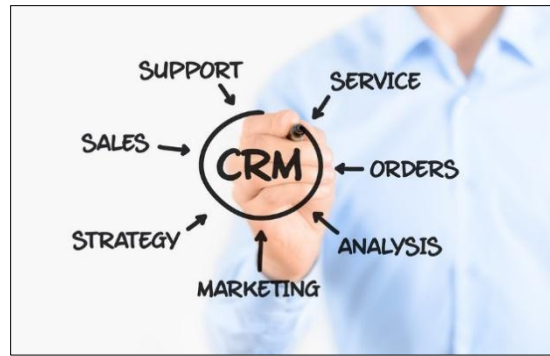 SUPPORT
SERVICE
SALES
CRM
ORDERS
STRATEGY
ANALYSIS
MARKETING